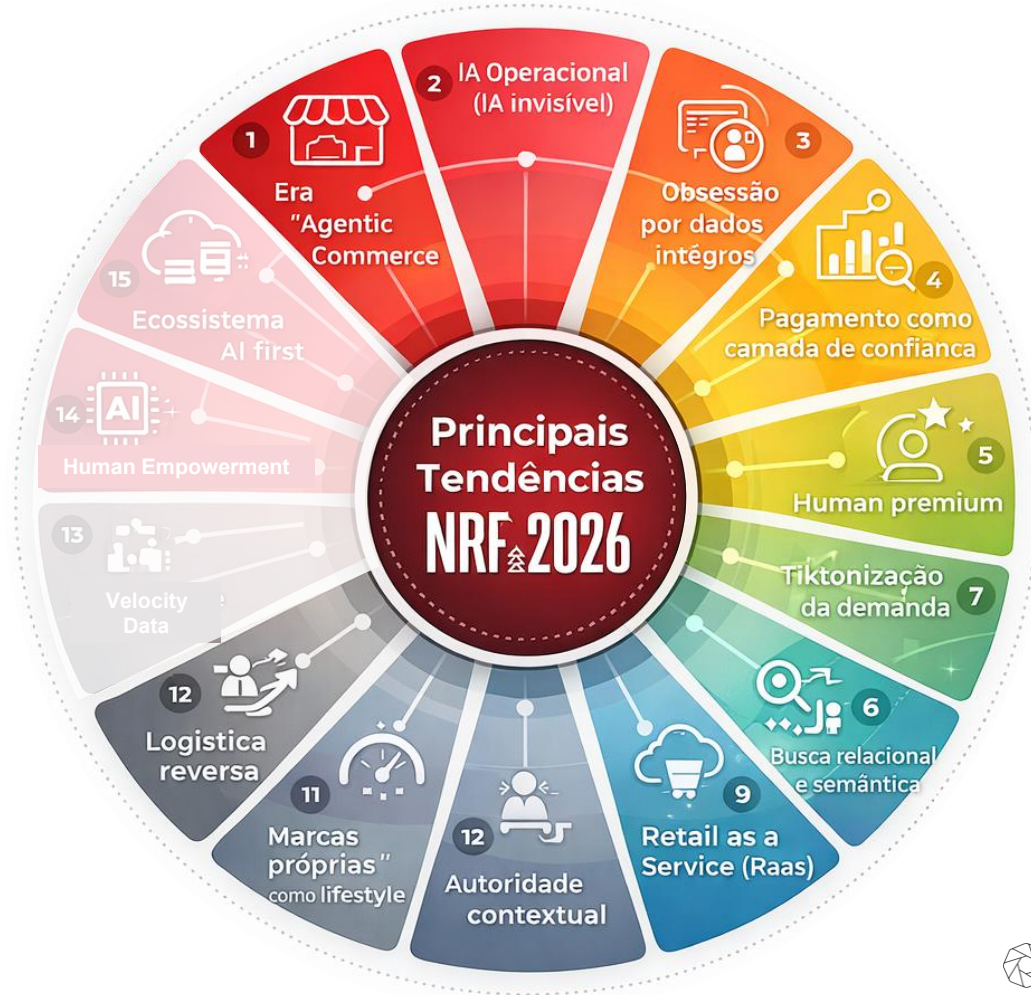 Principais
Tendências
NRF 2026
1
Era
"Agentic
Commerce
2 IA Operacional
(IA invisível)
3
Obsessão
por dados
intégros
4
Pagamento como
camada de confianca
5
Human premium
Tiktonização
da demanda 7
6
Busca relacional
e semântica
9
Retail as a
Service (Raas)
12
Autoridade
contextual
11
Marcas
próprias"
como lifestyle
12
Logistica
reversa
13
Velocity
Data
14 AI
Human Empowerment
15
Ecossistema
AI first